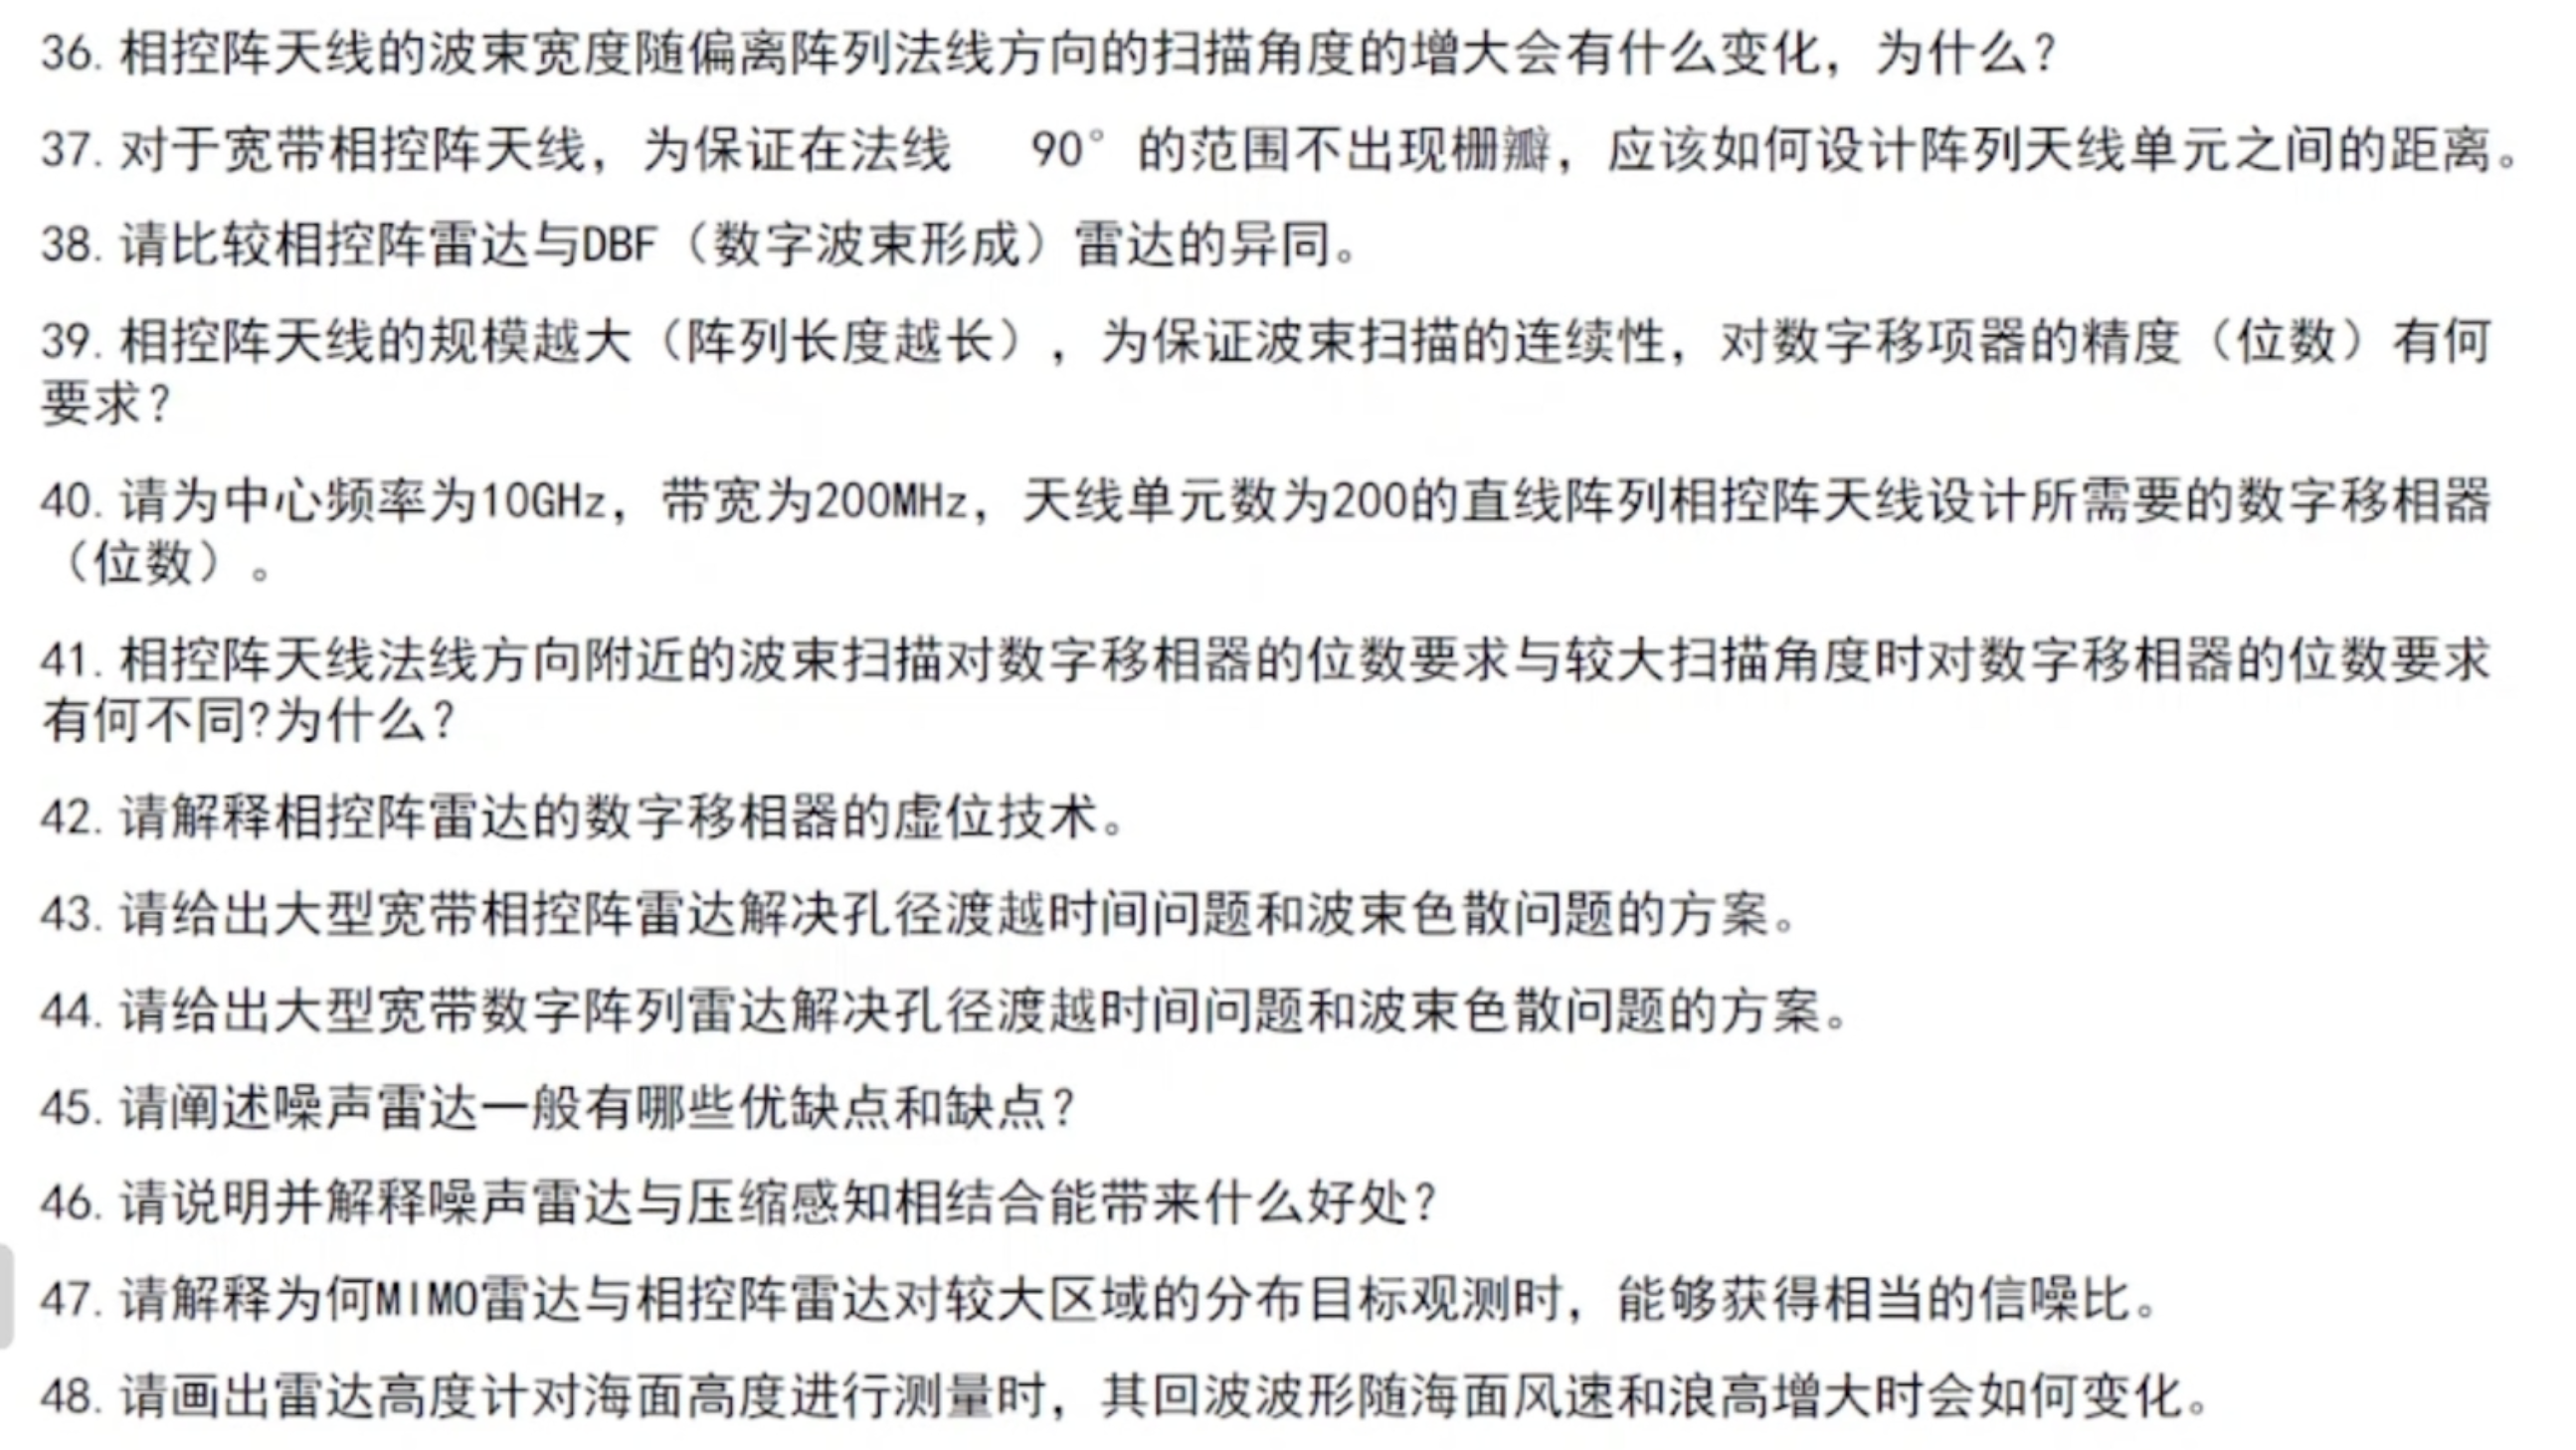 36. 相控阵天线的波束宽度随偏离阵列法线方向的扫描角度的增大会有什么变化，为什么？
37. 对于宽带相控阵天线，为保证在法线 90° 的范围不出现栅瓣，应该如何设计阵列天线单元之间的距离。
38. 请比较相控阵雷达与DBF（数字波束形成）雷达的异同。
39. 相控阵天线的规模越大（阵列长度越长），为保证波束扫描的连续性，对数字移项器的精度（位数）有何
要求？
40. 请为中心频率为10GHz，带宽为200MHz，天线单元数为200的直线阵列相控阵天线设计所需要的数字移相器
（位数）。
41. 相控阵天线法线方向附近的波束扫描对数字移相器的位数要求与较大扫描角度时对数字移相器的位数要求
有何不同?为什么？
42. 请解释相控阵雷达的数字移相器的虚位技术。
43. 请给出大型宽带相控阵雷达解决孔径渡越时间问题和波束色散问题的方案。
44. 请给出大型宽带数字阵列雷达解决孔径渡越时间问题和波束色散问题的方案。
45. 请阐述噪声雷达一般有哪些优缺点和缺点？
46. 请说明并解释噪声雷达与压缩感知相结合能带来什么好处？
47. 请解释为何MIMO雷达与相控阵雷达对较大区域的分布目标观测时，能够获得相当的信噪比。
48. 请画出雷达高度计对海面高度进行测量时，其回波波形随海面风速和浪高增大时会如何变化。